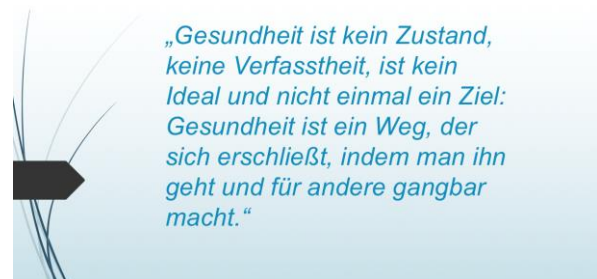 „Gesundheit ist kein Zustand,
keine Verfasstheit, ist kein
Ideal und nicht einmal ein Ziel:
Gesundheit ist ein Weg, der
sich erschließt, indem man ihn
geht und für andere gangbar
macht.“